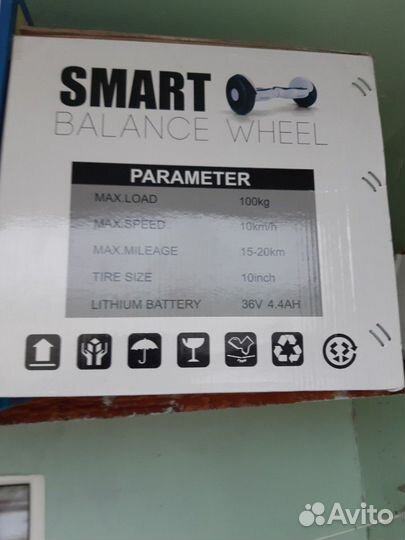 SMART
BALANCE WHEEL
PARAMETER
MAX.LOAD 100kg
MAX.SPEED 10km/h
MAX.MILEAGE 15-20km
TIRE SIZE 10inch
LITHIUM BATTERY 36V 4.4AH
Avito